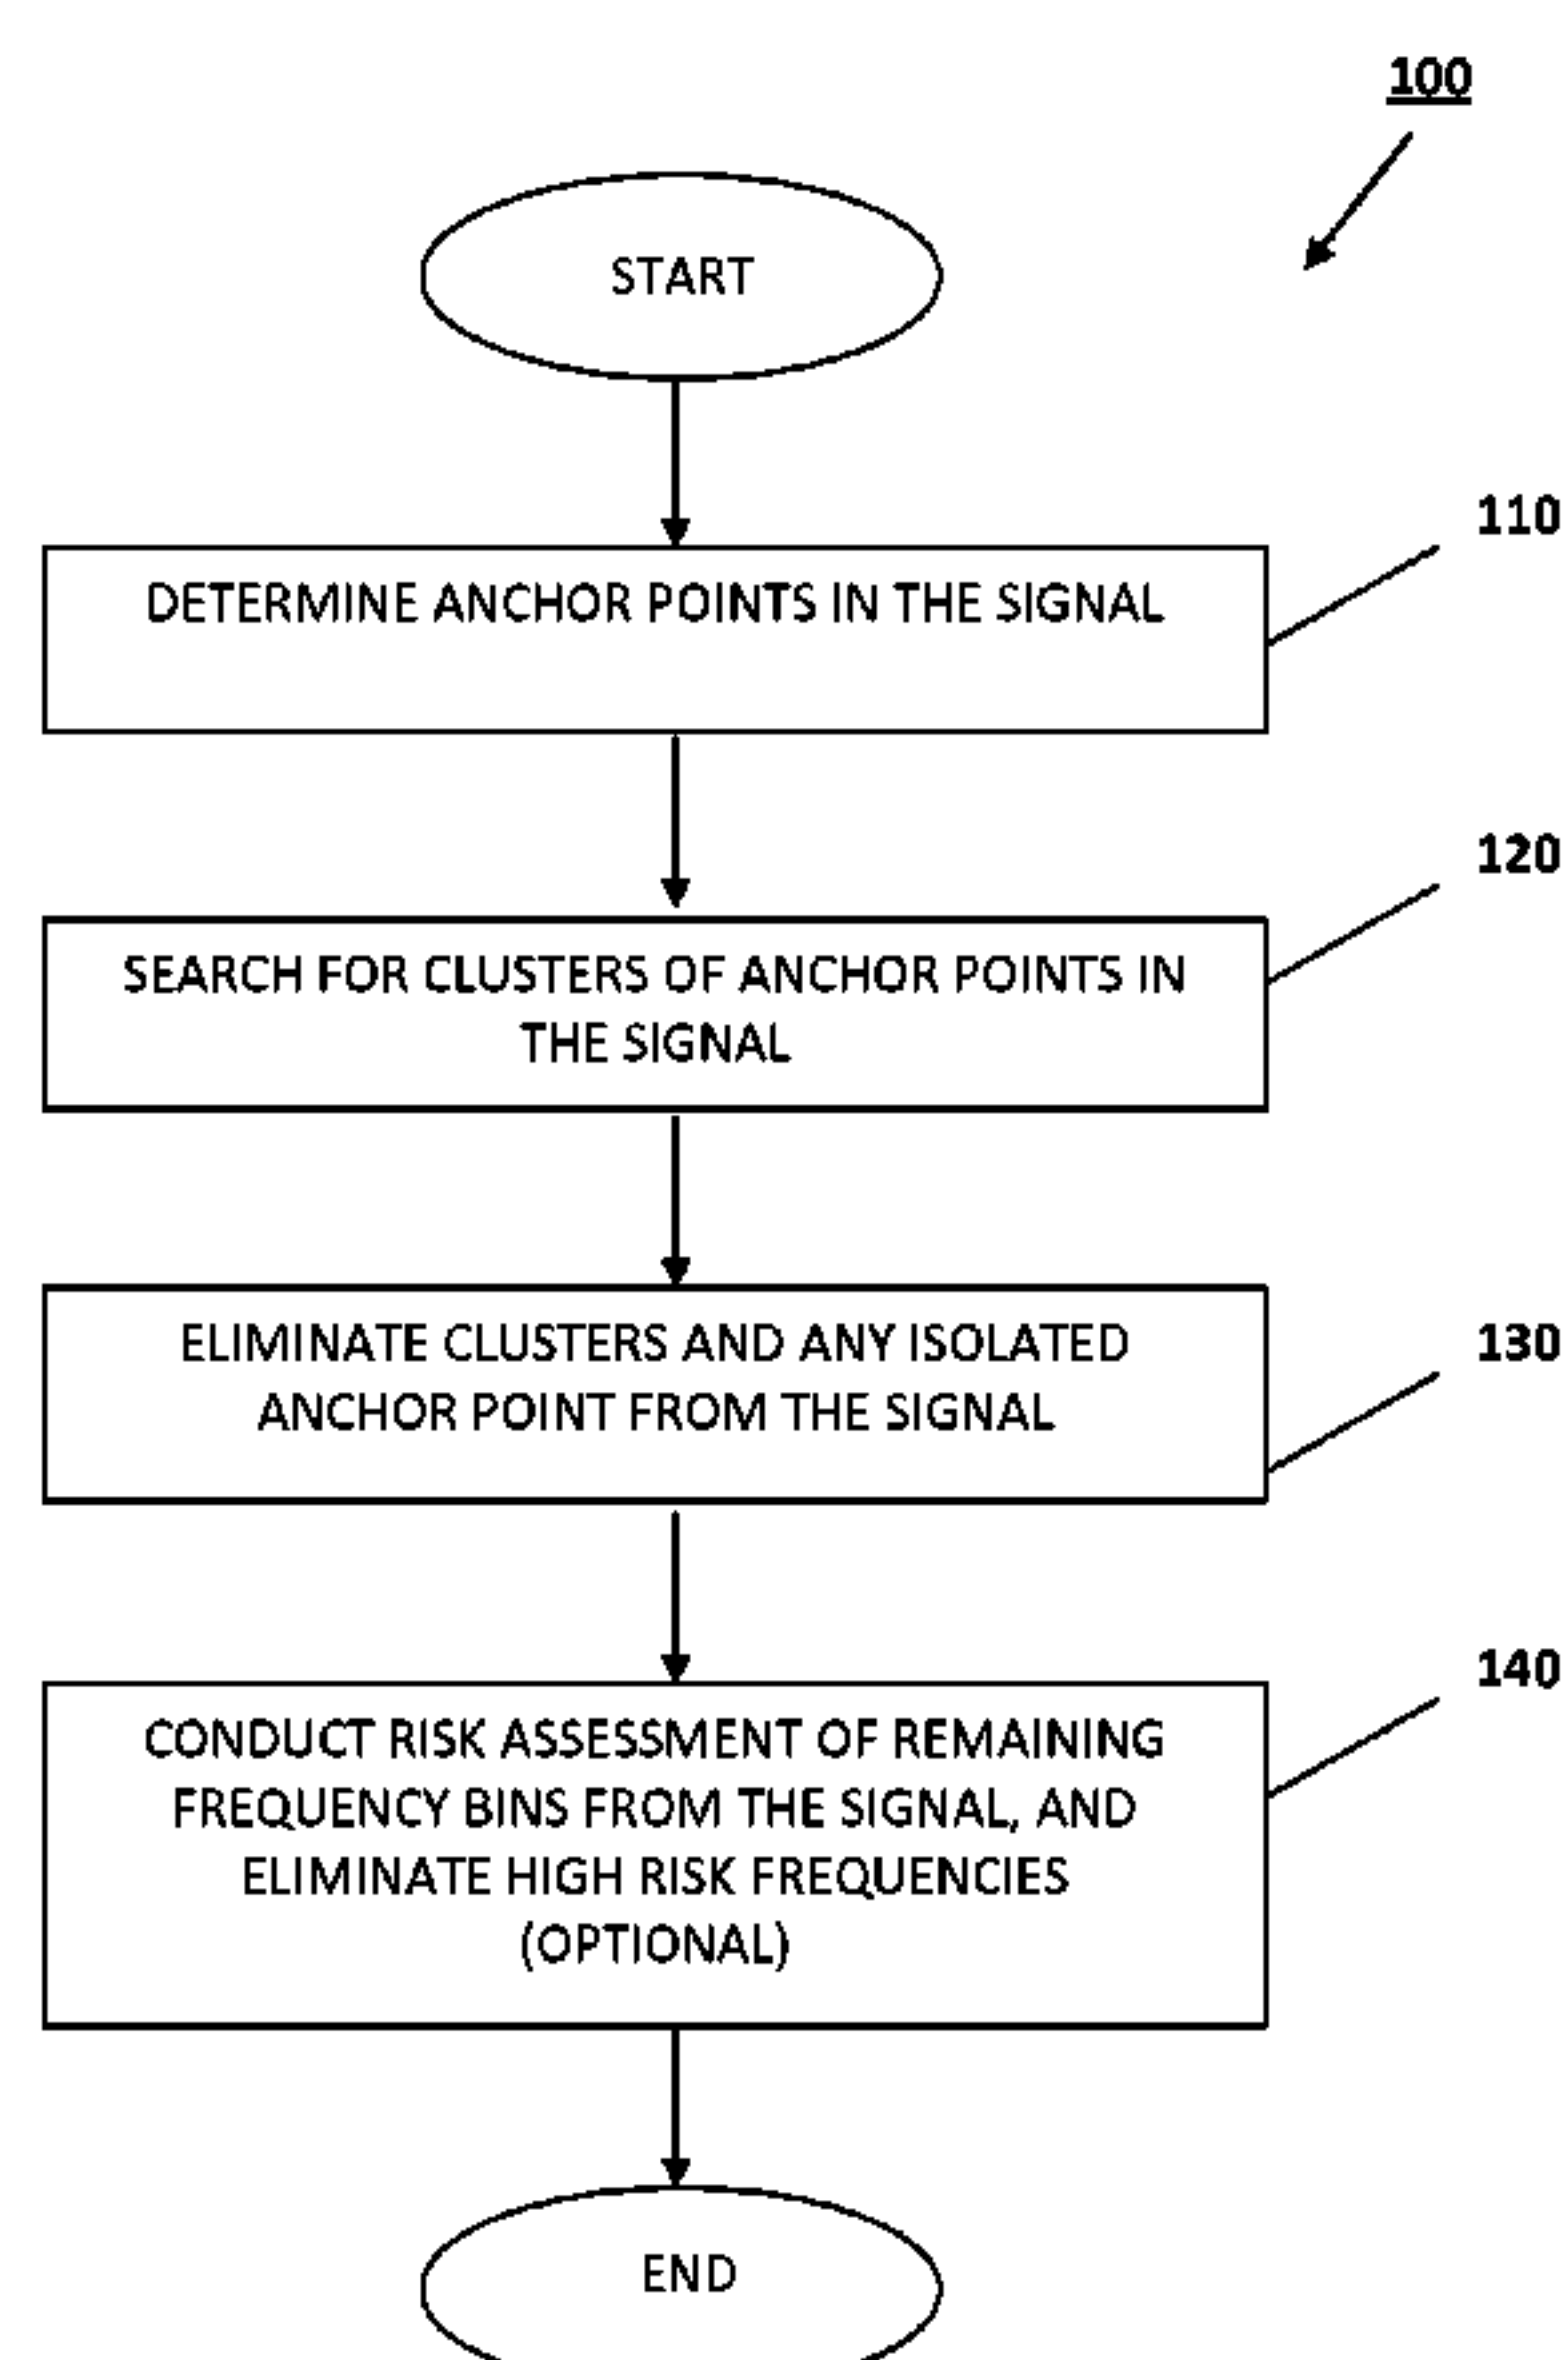 100
START
110
DETERMINE ANCHOR POINTS IN THE SIGNAL
120
SEARCH FOR CLUSTERS OF ANCHOR POINTS IN
THE SIGNAL
130
ELIMINATE CLUSTERS AND ANY ISOLATED
ANCHOR POINT FROM THE SIGNAL
140
CONDUCT RISK ASSESSMENT OF REMAINING
FREQUENCY BINS FROM THE SIGNAL, AND
ELIMINATE HIGH RISK FREQUENCIES
(OPTIONAL)
END